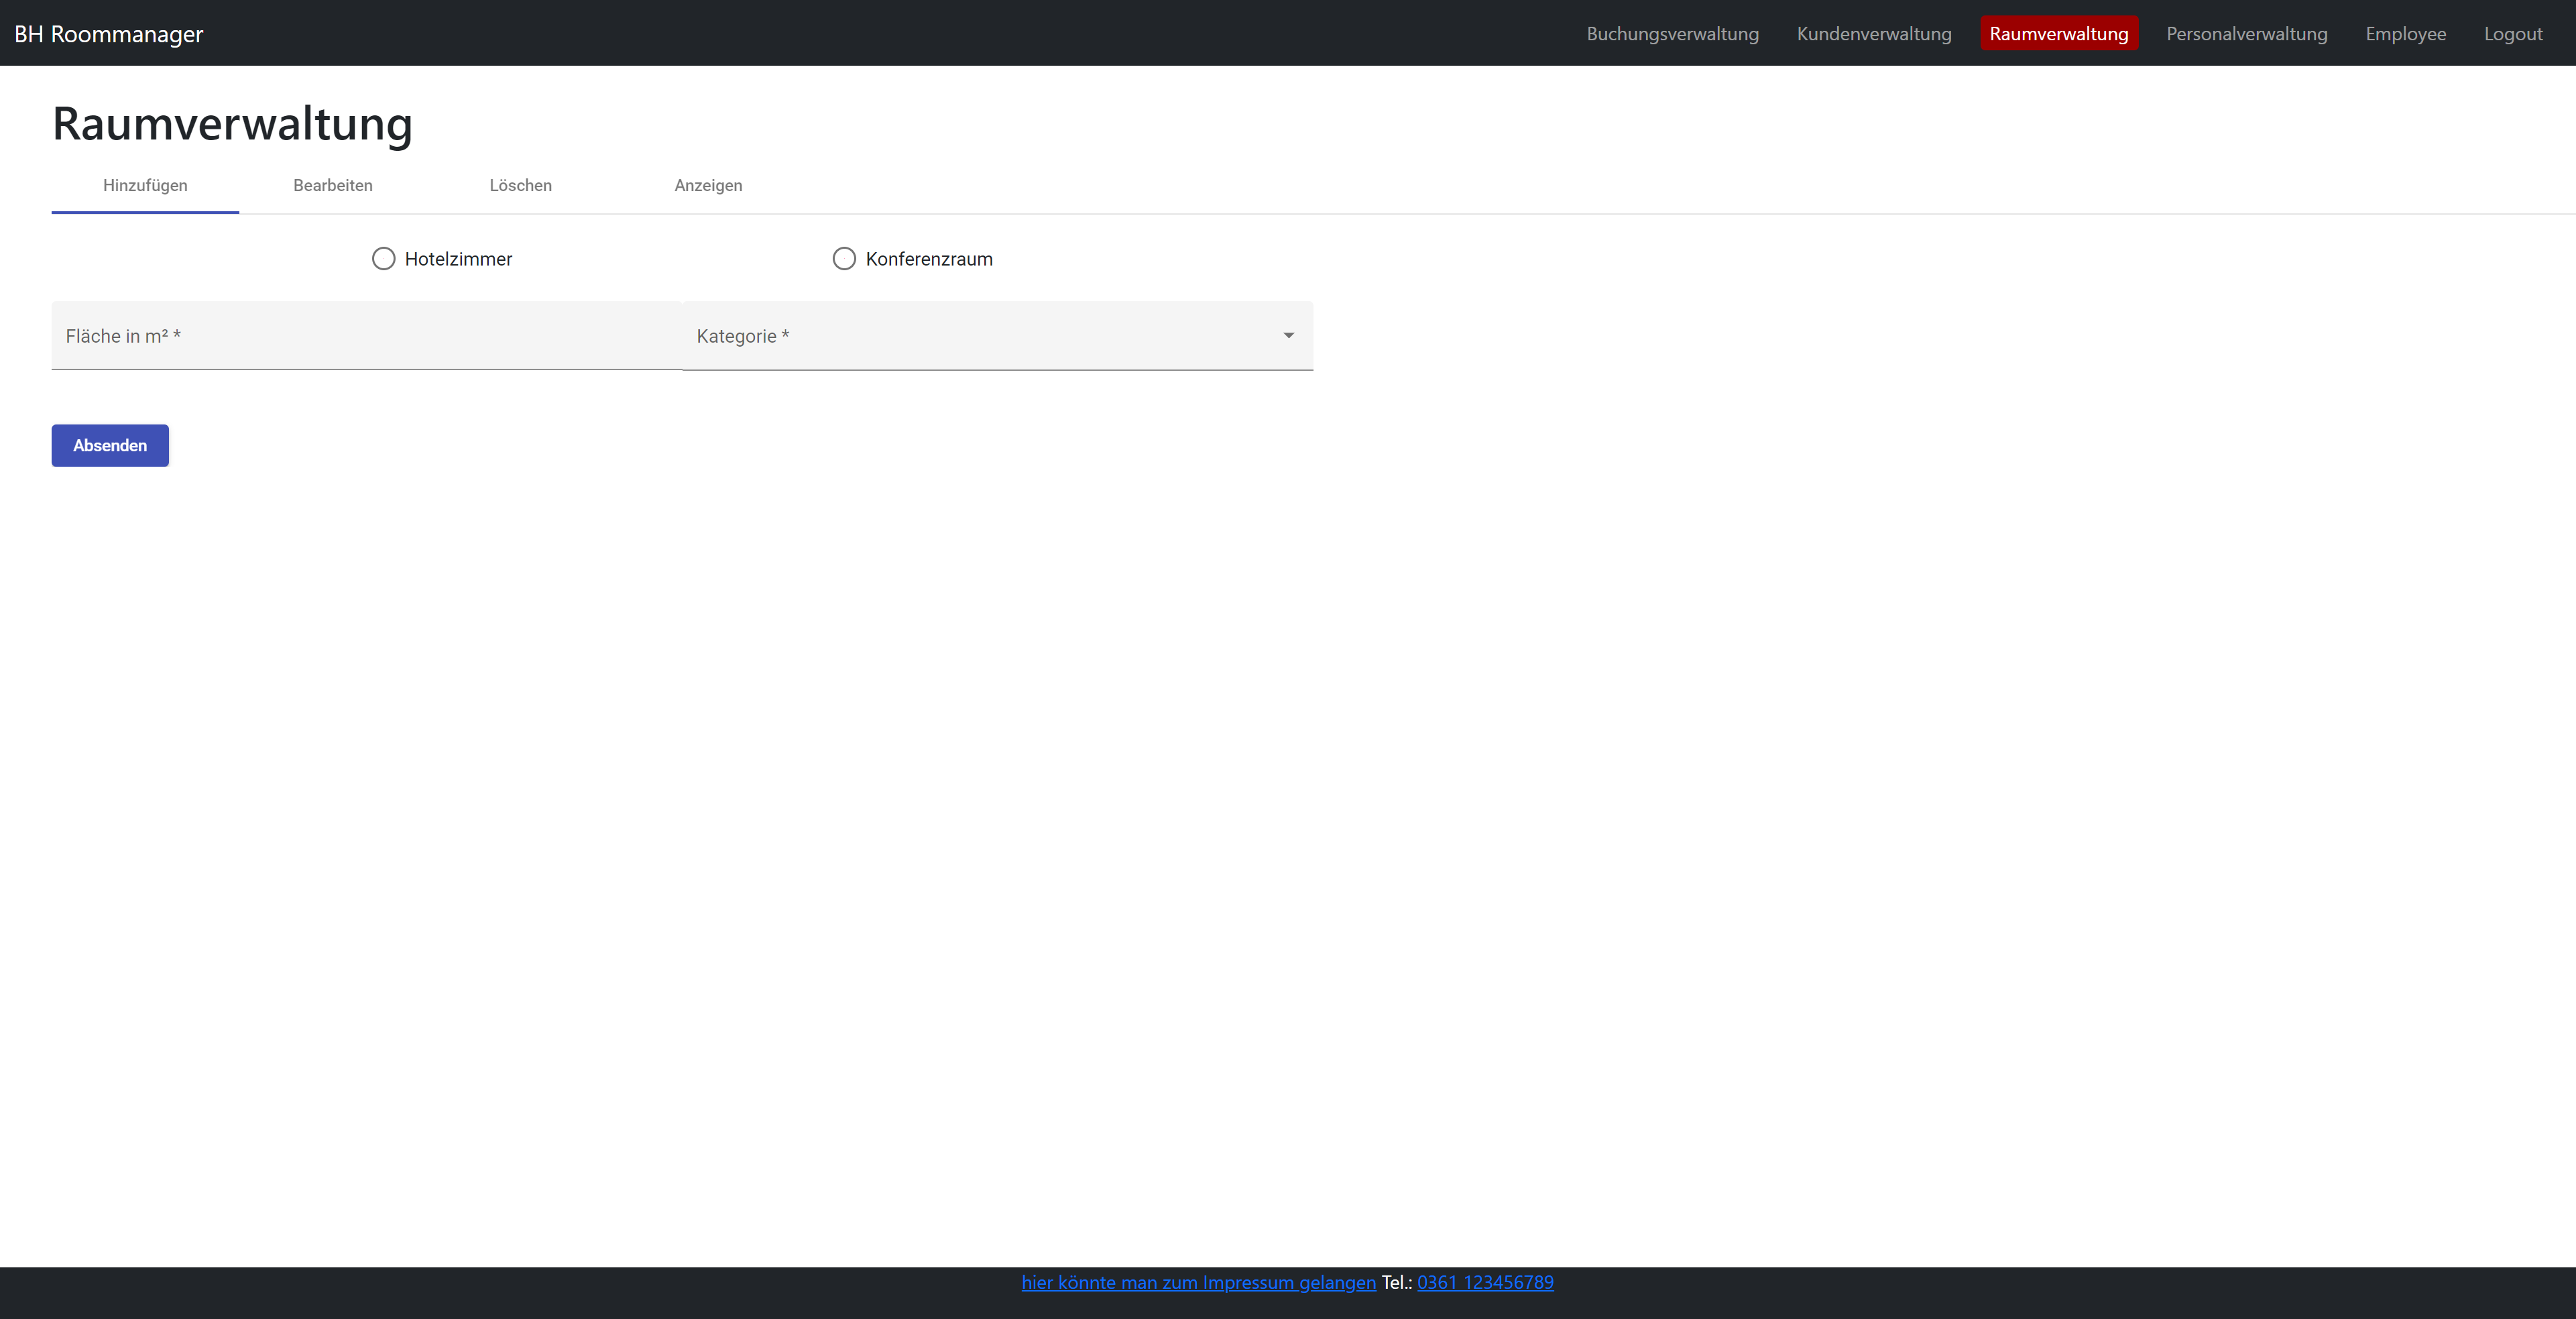 BH Roommanager Buchungsverwaltung Kundenverwaltung Raumverwaltung Personalverwaltung Employee Logout
Raumverwaltung
Hinzufügen Bearbeiten Löschen Anzeigen
Hotelzimmer Konferenzraum
Fläche in m² * Kategorie *
Absenden
hier könnte man zum Impressum gelangen Tel.: 0361 123456789